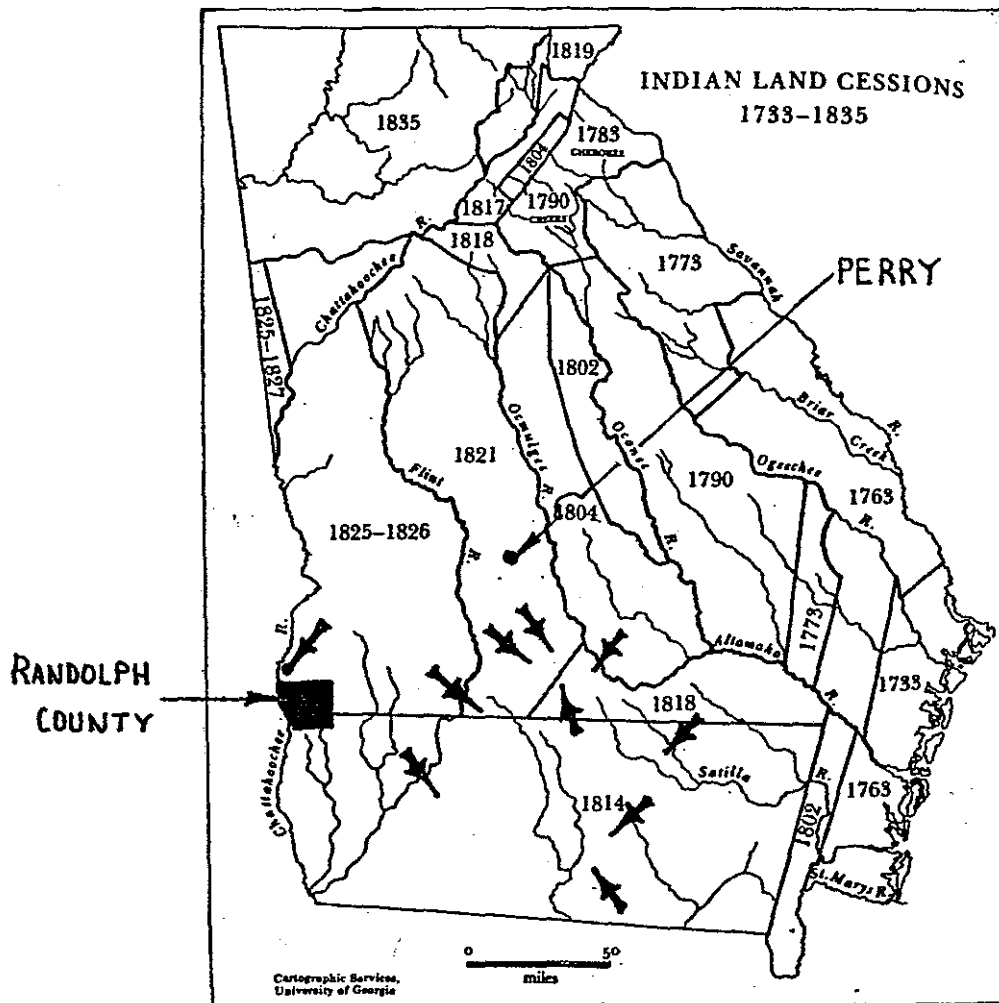 INDIAN LAND CESSIONS
1733-1835
1819
1835
1783
CHEROKEE
1804
1817
1790
CREEKS
1818
R.
Chattahoochee
Savannah
R.
1773
PERRY
1825-1827
1802
Briar
Creek
Ocmulgee
R.
Oconee
R.
1821
Flint
R.
Ogeechee
R.
1790
1763
1804
1825-1826
R.
1773
Altamaha
R.
RANDOLPH
COUNTY
1733
1818
Chattahoochee
Satilla
R.
1763
1814
1802
St. Marys R.
0 50
miles
Cartographic Services,
University of Georgia